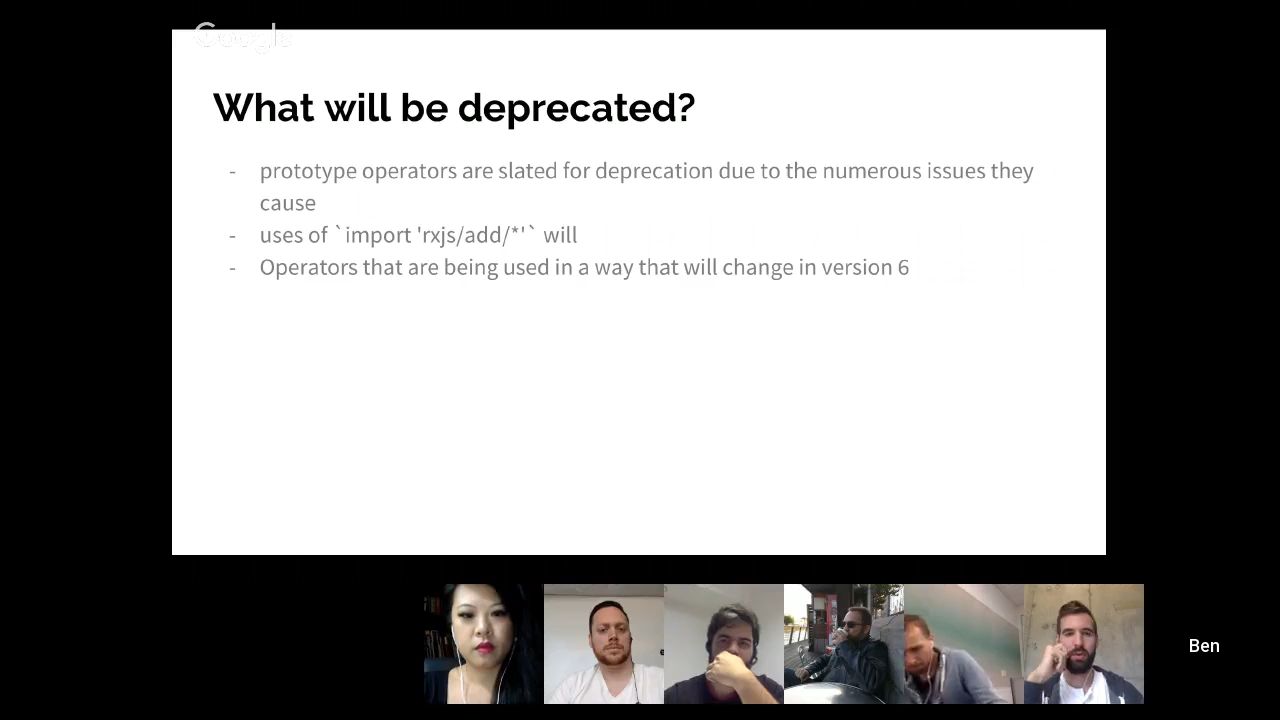 Google
What will be deprecated?
- prototype operators are slated for deprecation due to the numerous issues they
cause
- uses of `import 'rxjs/add/*'` will
- Operators that are being used in a way that will change in version 6
Ben